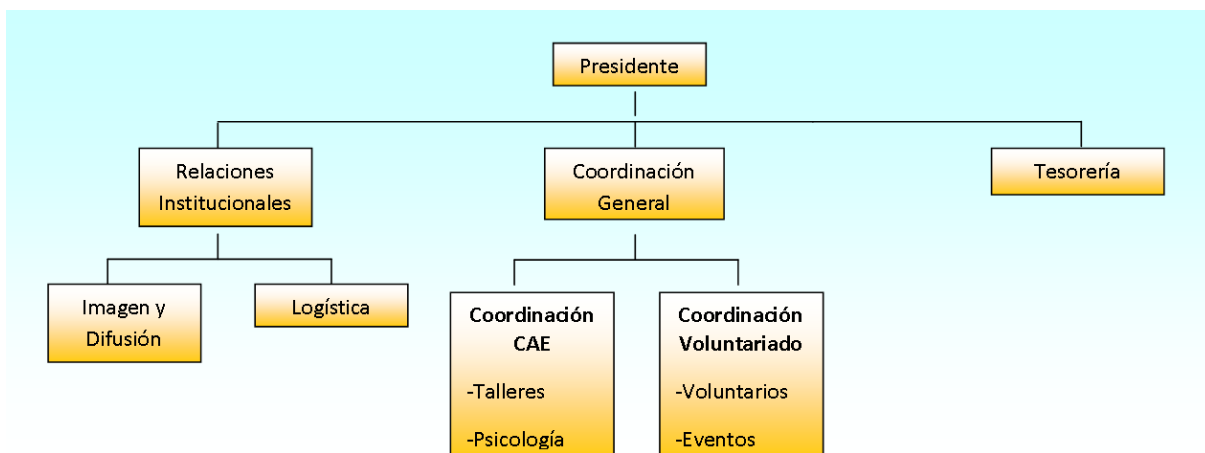 Presidente
Relaciones
Institucionales
Coordinación
General
Tesorería
Imagen y
Difusión
Logística
Coordinación
CAE
-Talleres
-Psicología
Coordinación
Voluntariado
-Voluntarios
-Eventos